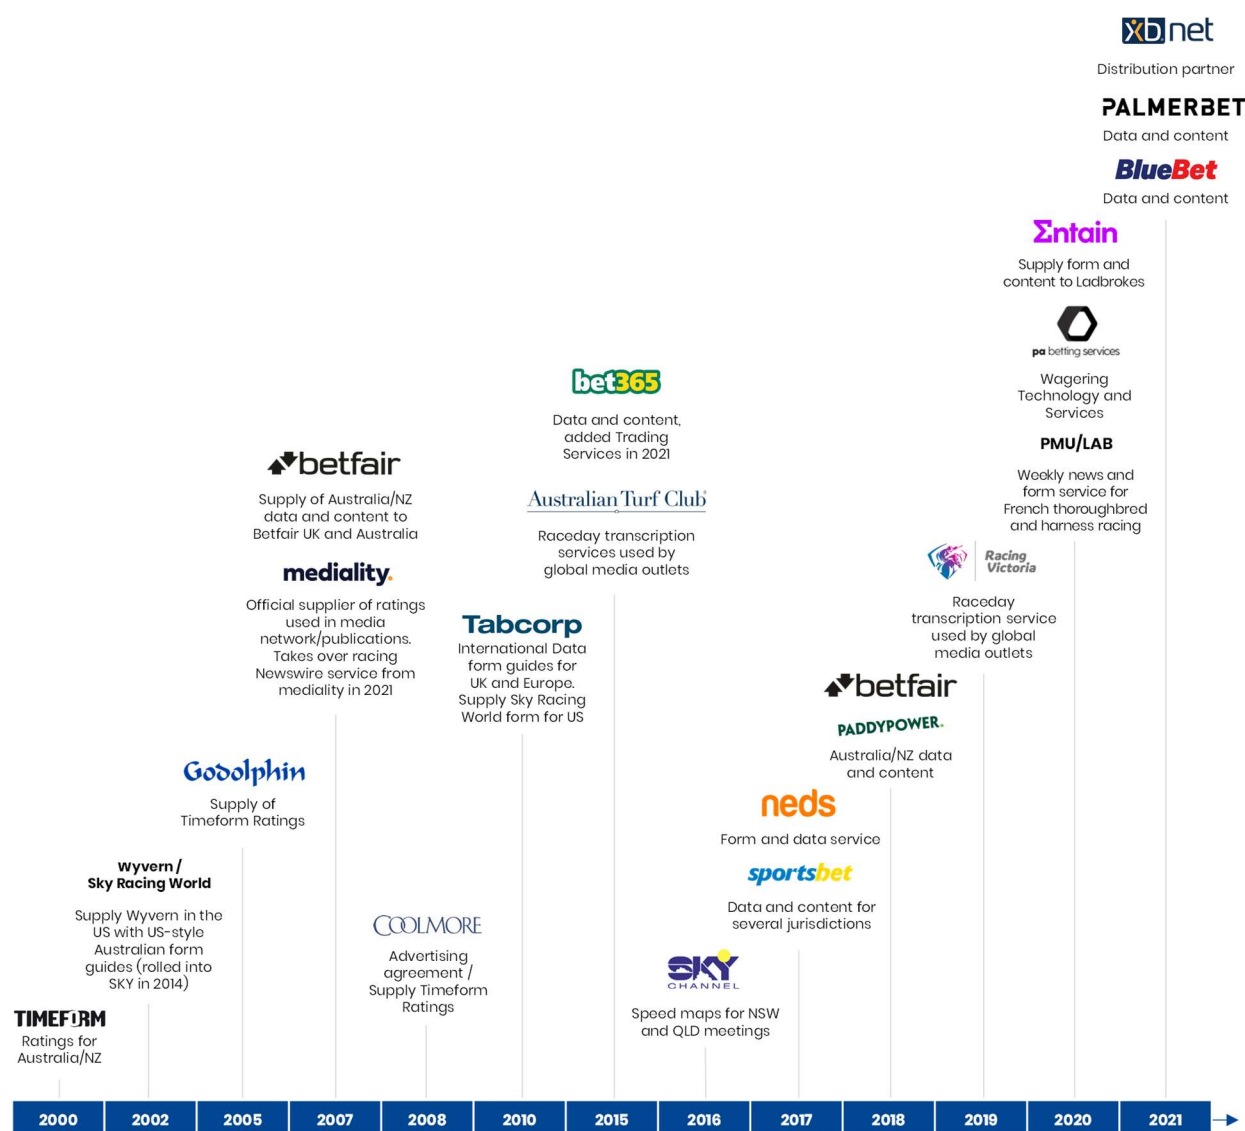 xb net
Distribution partner
PALMERBET
Data and content
BlueBet
Data and content
Σntain
Supply form and
content to Ladbrokes
pa betting services
Wagering
Technology and
Services
PMU/LAB
Weekly news and
form service for
French thoroughbred
and harness racing
bet365
Data and content,
added Trading
Services in 2021
Australian Turf Club
Raceday transcription
services used by
global media outlets
betfair
Supply of Australia/NZ
data and content to
Betfair UK and Australia
mediality.
Official supplier of ratings
used in media
network/publications.
Takes over racing
Newswire service from
mediality in 2021
Racing
Victoria
Raceday
transcription service
used by global
media outlets
Tabcorp
International Data
form guides for
UK and Europe.
Supply Sky Racing
World form for US
betfair
PADDYPOWER.
Australia/NZ data
and content
Godolphin
Supply of
Timeform Ratings
neds
Form and data service
sportsbet
Data and content for
several jurisdictions
Wyvern /
Sky Racing World
Supply Wyvern in the
US with US-style
Australian form
guides (rolled into
SKY in 2014)
COOLMORE
Advertising
agreement /
Supply Timeform
Ratings
SKY
CHANNEL
Speed maps for NSW
and QLD meetings
TIMEFORM
Ratings for
Australia/NZ
2000 2002 2005 2007 2008 2010 2015 2016 2017 2018 2019 2020 2021